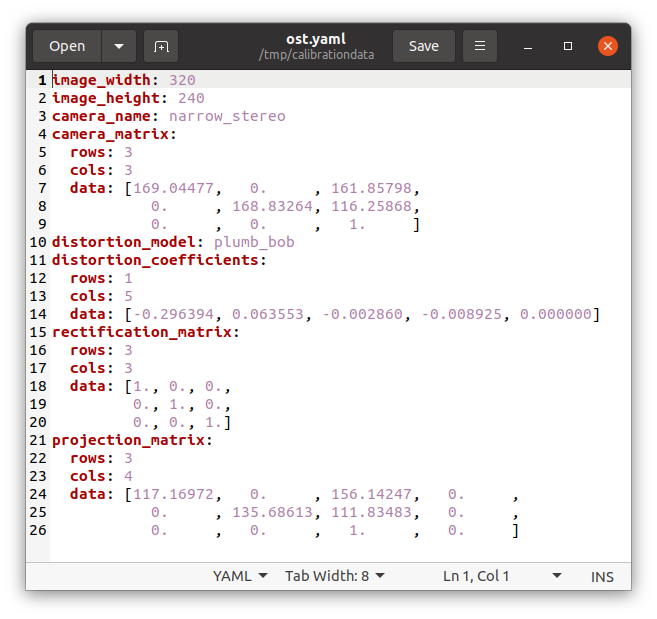 Open
ost.yaml
/tmp/calibrationdata
Save
1 image_width: 320
2 image_height: 240
3 camera_name: narrow_stereo
4 camera_matrix:
5   rows: 3
6   cols: 3
7   data: [169.04477,   0.     , 161.85798,
8            0.     , 168.83264, 116.25868,
9            0.     ,   0.     ,   1.     ]
10 distortion_model: plumb_bob
11 distortion_coefficients:
12   rows: 1
13   cols: 5
14   data: [-0.296394, 0.063553, -0.002860, -0.008925, 0.000000]
15 rectification_matrix:
16   rows: 3
17   cols: 3
18   data: [1., 0., 0.,
19          0., 1., 0.,
20          0., 0., 1.]
21 projection_matrix:
22   rows: 3
23   cols: 4
24   data: [117.16972,   0.     , 156.14247,   0.     ,
25            0.     , 135.68613, 111.83483,   0.     ,
26            0.     ,   0.     ,   1.     ,   0.     ]
YAML Tab Width: 8 Ln 1, Col 1 INS